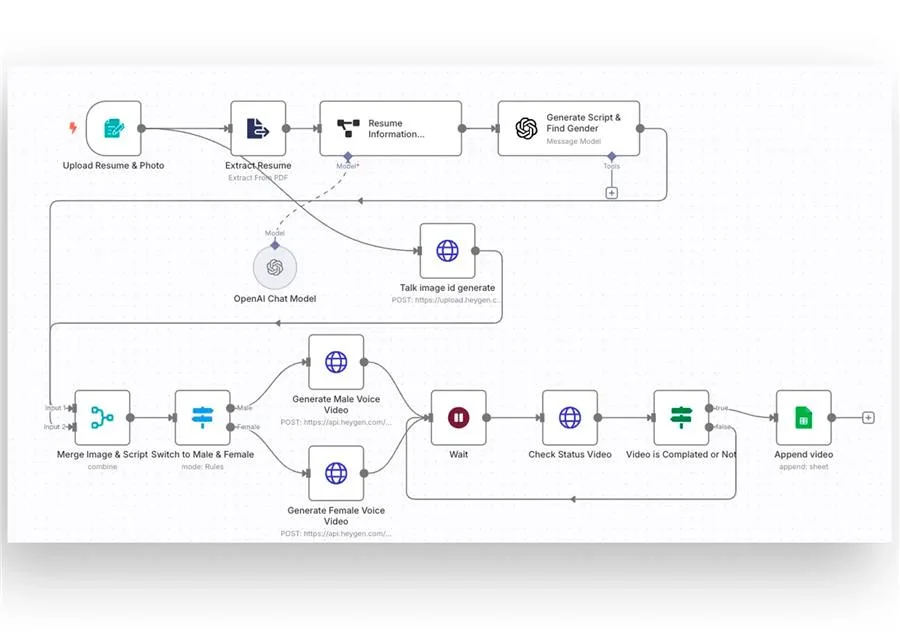 Upload Resume & Photo
Extract Resume
Extract From PDF
Resume
Information...
Model*
Generate Script &
Find Gender
Message Model
Tools
Model
OpenAI Chat Model
Talk image id generate
POST: https://upload.heygen.c...
Input 1
Input 2
Merge Image & Script
combine
Switch to Male & Female
mode: Rules
Male
Female
Generate Male Voice
Video
POST: https://api.heygen.com/...
Generate Female Voice
Video
POST: https://api.heygen.com/...
Wait
Check Status Video
Video is Complated or Not
true
false
Append video
append: sheet